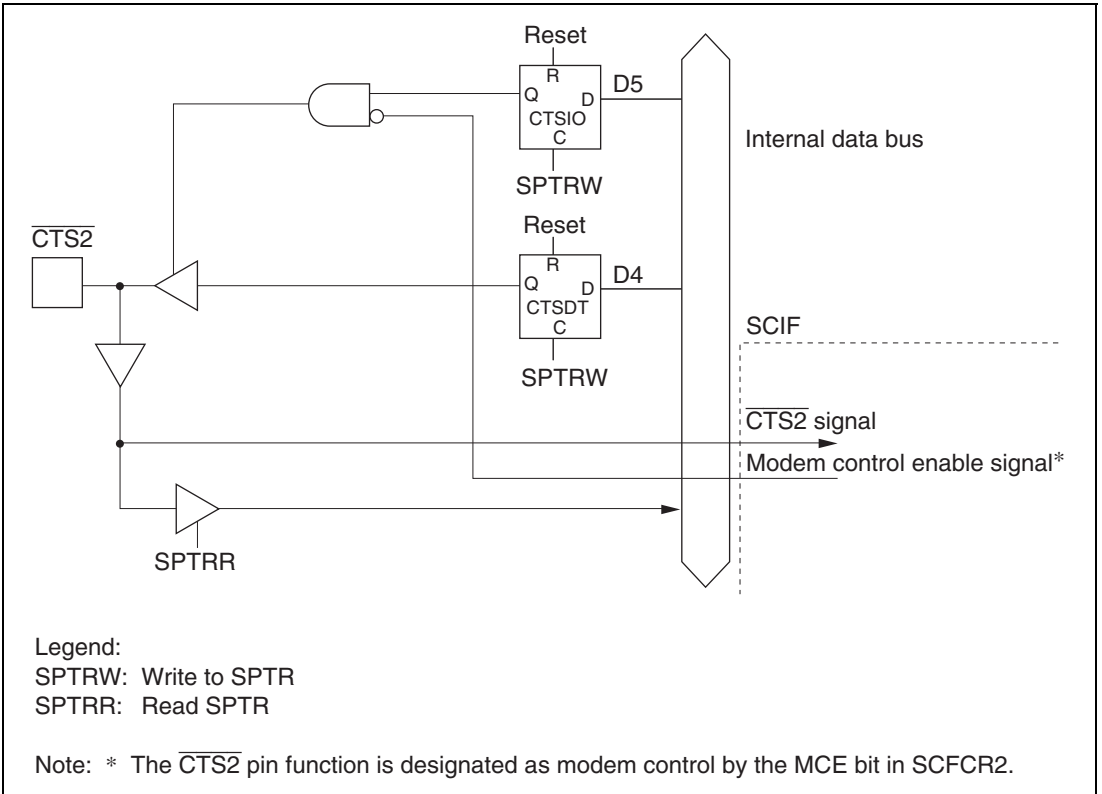 Reset
R
Q
D
CTSIO
C
D5
SPTRW
Internal data bus
Reset
R
Q
D
CTSDT
C
D4
SPTRW
CTS2
SCIF
CTS2 signal
Modem control enable signal*
SPTRR
Legend:
SPTRW: Write to SPTR
SPTRR: Read SPTR
Note: * The CTS2 pin function is designated as modem control by the MCE bit in SCFCR2.